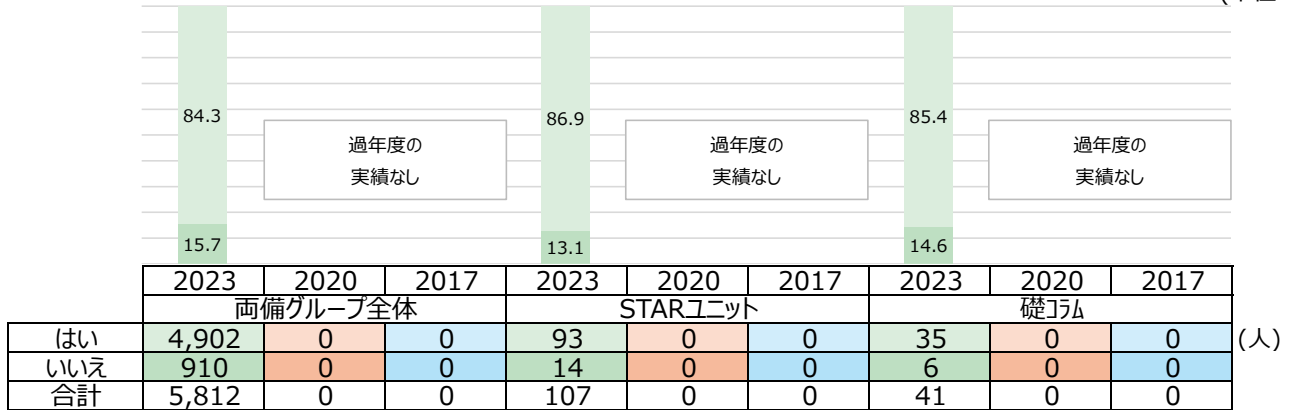 84.3
86.9
85.4
過年度の
実績なし
過年度の
実績なし
過年度の
実績なし
15.7
13.1
14.6
2023 2020 2017 2023 2020 2017 2023 2020 2017
両備グループ全体 STARユニット 礎コラム
はい 4,902 0 0 93 0 0 35 0 0 (人)
いいえ 910 0 0 14 0 0 6 0 0
合計 5,812 0 0 107 0 0 41 0 0